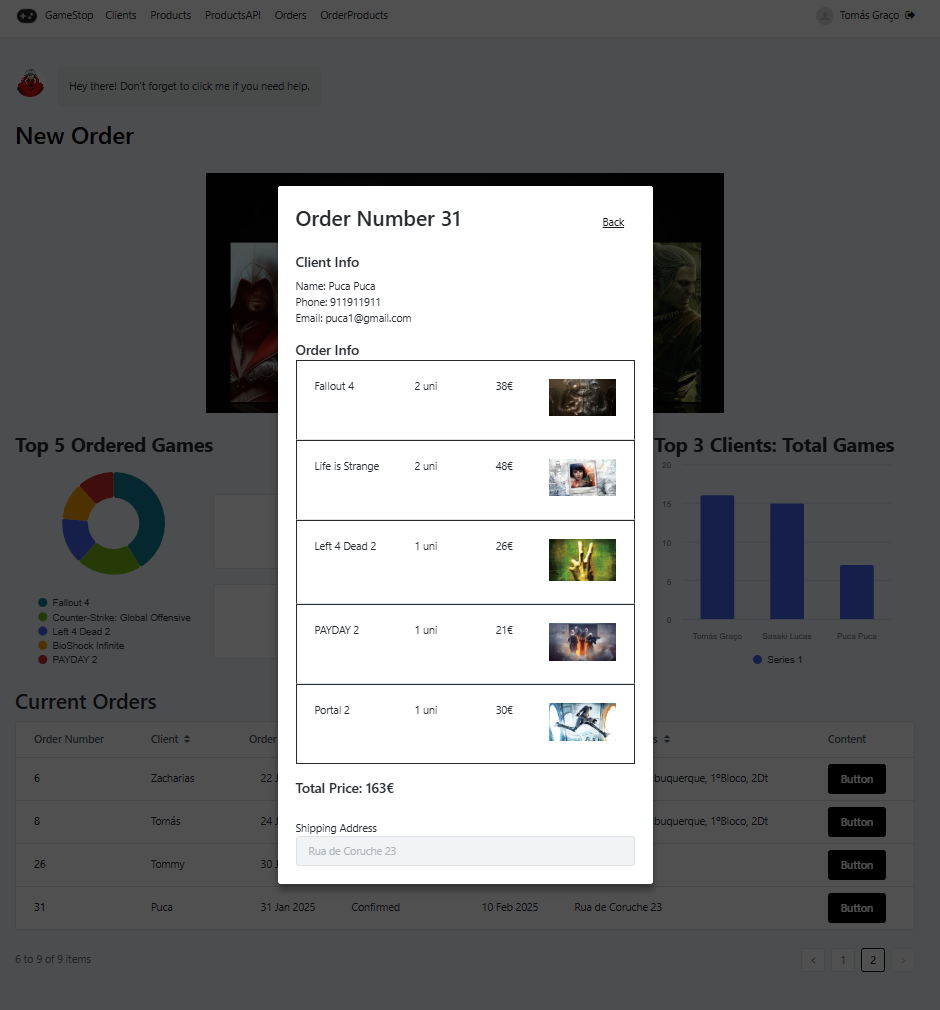 GameStop Clients Products ProductsAPI Orders OrderProducts Tomás Graço
Hey there! Don't forget to click me if you need help.
New Order
Order Number 31
Back
Client Info
Name: Puca Puca
Phone: 911911911
Email: puca1@gmail.com
Order Info
Fallout 4 2 uni 38€
Life is Strange 2 uni 48€
Left 4 Dead 2 1 uni 26€
PAYDAY 2 1 uni 21€
Portal 2 1 uni 30€
Total Price: 163€
Shipping Address
Rua de Coruche 23
Top 5 Ordered Games
Fallout 4
Counter-Strike: Global Offensive
Left 4 Dead 2
BioShock Infinite
PAYDAY 2
Top 3 Clients: Total Games
20
15
10
5
0
Tomás Graço Sasaki Lucas Puca Puca
Series 1
Current Orders
Order Number Client Order Content
6 Zacharias 22 buquerque, 1ºBloco, 2Dt Button
8 Tomás 24 buquerque, 1ºBloco, 2Dt Button
26 Tommy 30 Button
31 Puca 31 Jan 2025 Confirmed 10 Feb 2025 Rua de Coruche 23 Button
6 to 9 of 9 items
‹ 1 2 ›